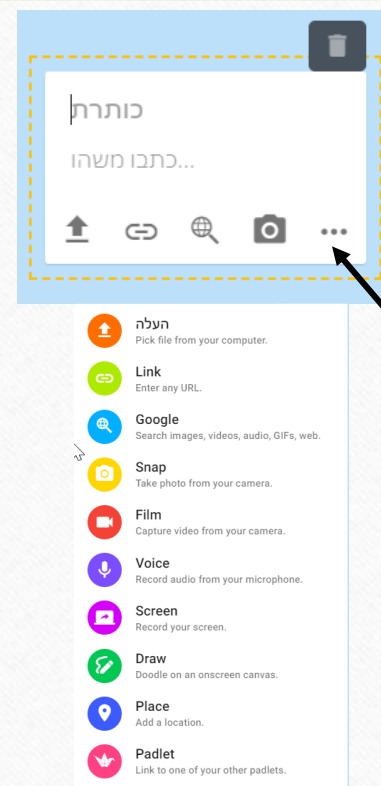 כותרת
כתבו משהו...
העלה
Pick file from your computer.
Link
Enter any URL.
Google
Search images, videos, audio, GIFs, web.
Snap
Take photo from your camera.
Film
Capture video from your camera.
Voice
Record audio from your microphone.
Screen
Record your screen.
Draw
Doodle on an onscreen canvas.
Place
Add a location.
Padlet
Link to one of your other padlets.